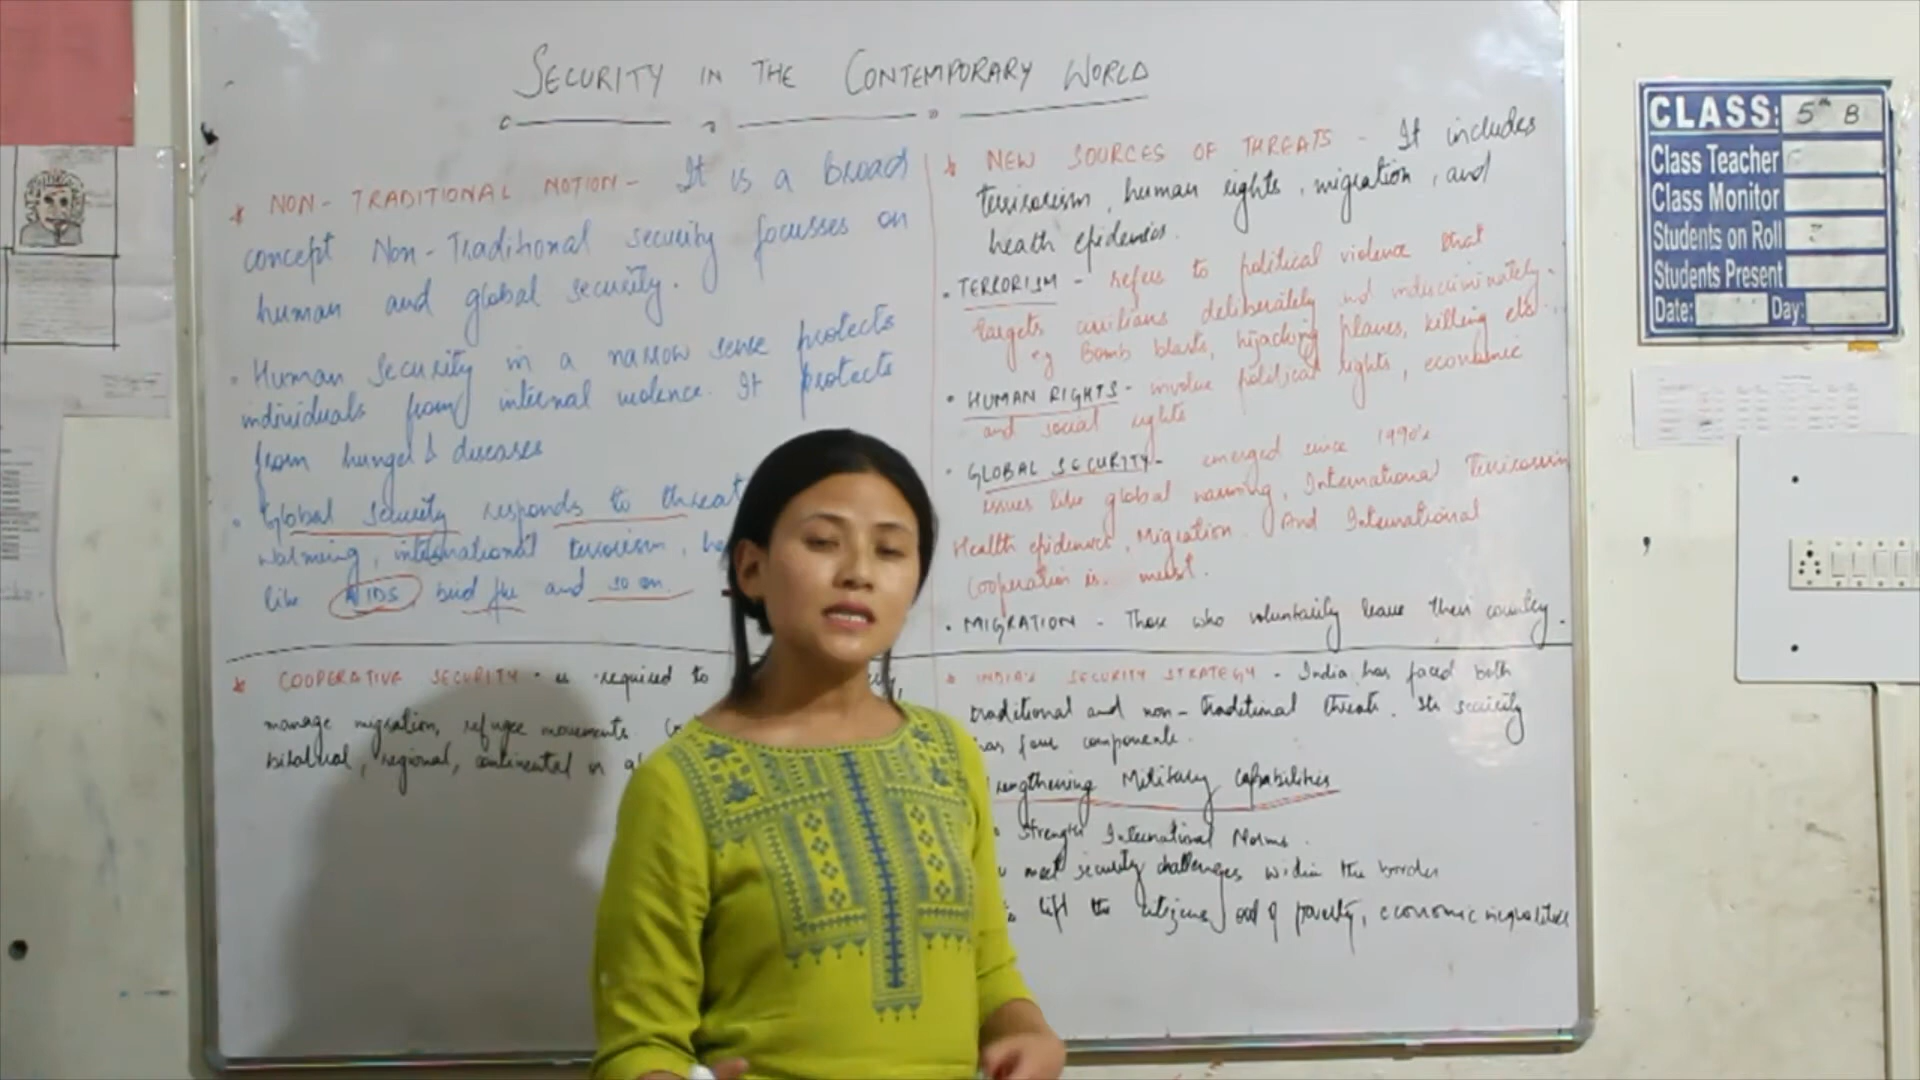 SECURITY IN THE CONTEMPORARY WORLD
* NON-TRADITIONAL NOTION - It is a broad
concept Non-Traditional security focusses on
human and global security.
• Human Security in a narrow sense protects
individuals from internal violence. It protects
from hunger & diseases
• Global Security responds to threat
warming, international terrorism, he
like AIDS, bird flu and so on.
* COOPERATIVE SECURITY - is required to
manage migration, refugee movements.
bilateral, regional, continental or gl
* NEW SOURCES OF THREATS - It includes
terrorism, human rights, migration, and
health epidemics.
• TERRORISM - refers to political violence that
targets civilians deliberately and indiscriminately.
eg Bomb blasts, hijacking planes, killing etc.
• HUMAN RIGHTS - involve political rights, economic
and social rights
• GLOBAL SECURITY - emerged since 1990's
issues like global warming, International Terrorism
Health epidemics, Migration. And International
Cooperation is must.
• MIGRATION - Those who voluntarily leave their country.
* INDIA'S SECURITY STRATEGY - India has faced both
traditional and non-traditional threats. Its security
has four components.
rengthening Military Capabilities
strength International Norms.
meet security challenges within the border
lift the citizens out of poverty, economic inequalities
CLASS: 5th B
Class Teacher
Class Monitor
Students on Roll
Students Present
Date: Day: